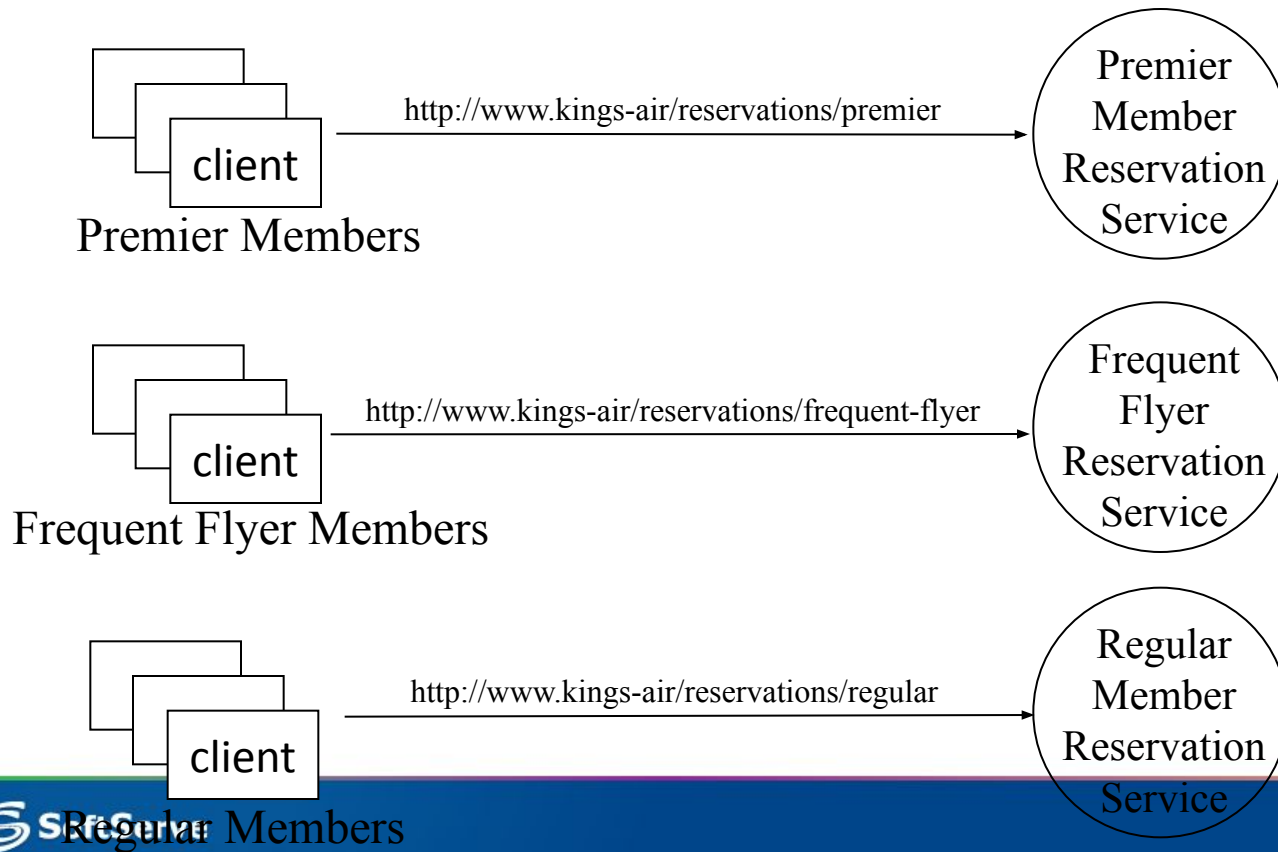 http://www.kings-air/reservations/premier
client
Premier Members
Premier
Member
Reservation
Service
http://www.kings-air/reservations/frequent-flyer
client
Frequent Flyer Members
Frequent
Flyer
Reservation
Service
http://www.kings-air/reservations/regular
client
Regular Members
Regular
Member
Reservation
Service
SoftServe